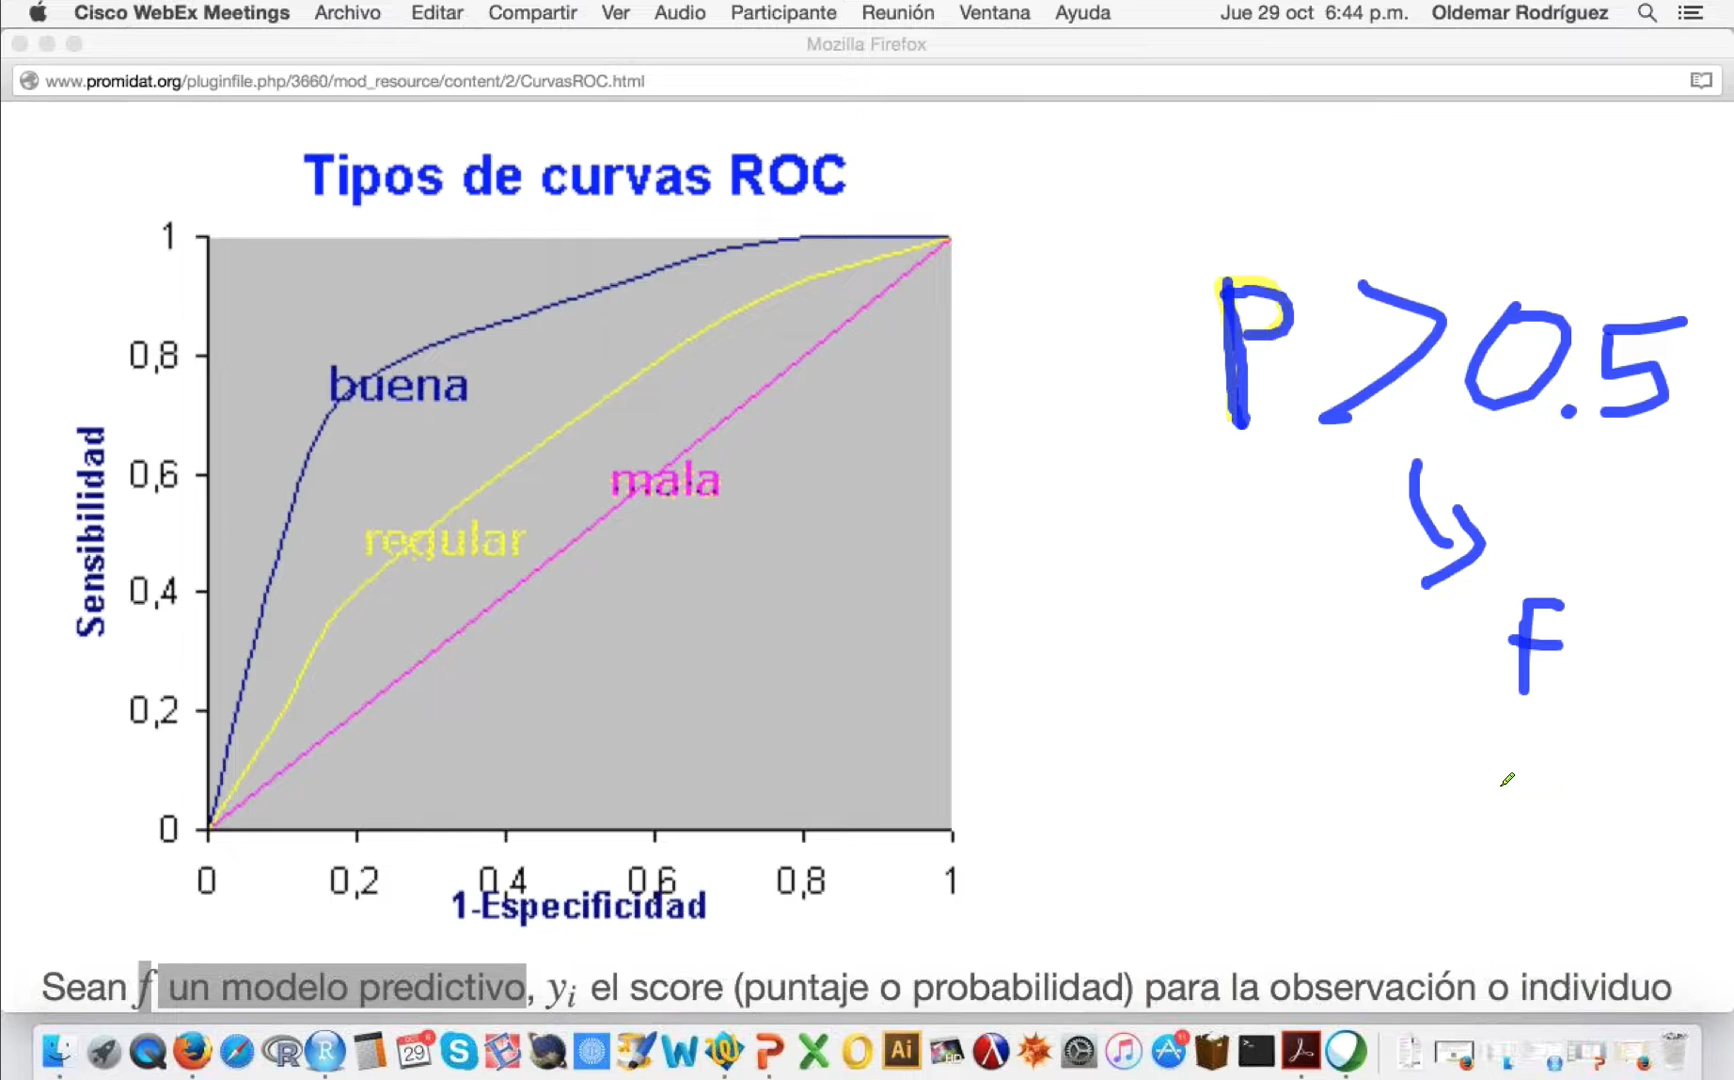 Cisco WebEx Meetings Archivo Editar Compartir Ver Audio Participante Reunión Ventana Ayuda Jue 29 oct 6:44 p.m. Oldemar Rodríguez
Mozilla Firefox
www.promidat.org/pluginfile.php/3660/mod_resource/content/2/CurvasROC.html
Tipos de curvas ROC
1
0,8
0,6
0,4
0,2
0
Sensibilidad
buena
mala
regular
0 0,2 0,4 0,6 0,8 1
1-Especificidad
P > 0.5
F
Sean f un modelo predictivo, yi el score (puntaje o probabilidad) para la observación o individuo
29
Ai